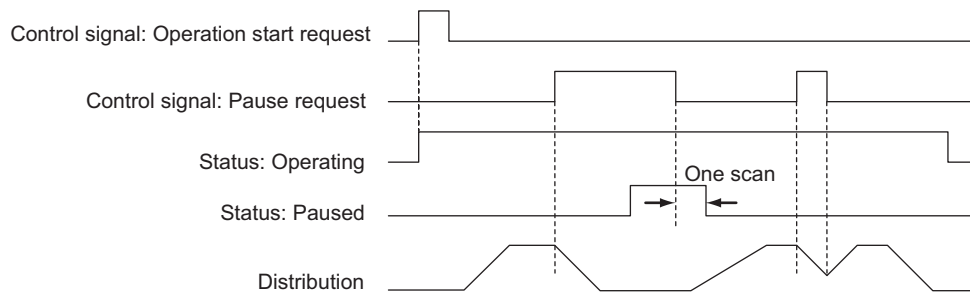 Control signal: Operation start request
Control signal: Pause request
Status: Operating
One scan
Status: Paused
Distribution